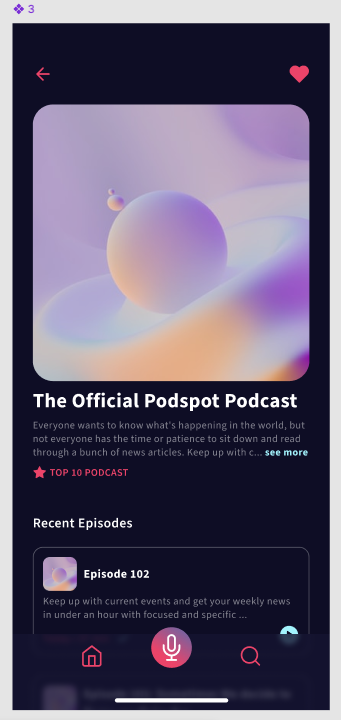 3
The Official Podspot Podcast
Everyone wants to know what's happening in the world, but
not everyone has the time or patience to sit down and read
through a bunch of news articles. Keep up with c... see more
TOP 10 PODCAST
Recent Episodes
Episode 102
Keep up with current events and get your weekly news
in under an hour with focused and specific ...